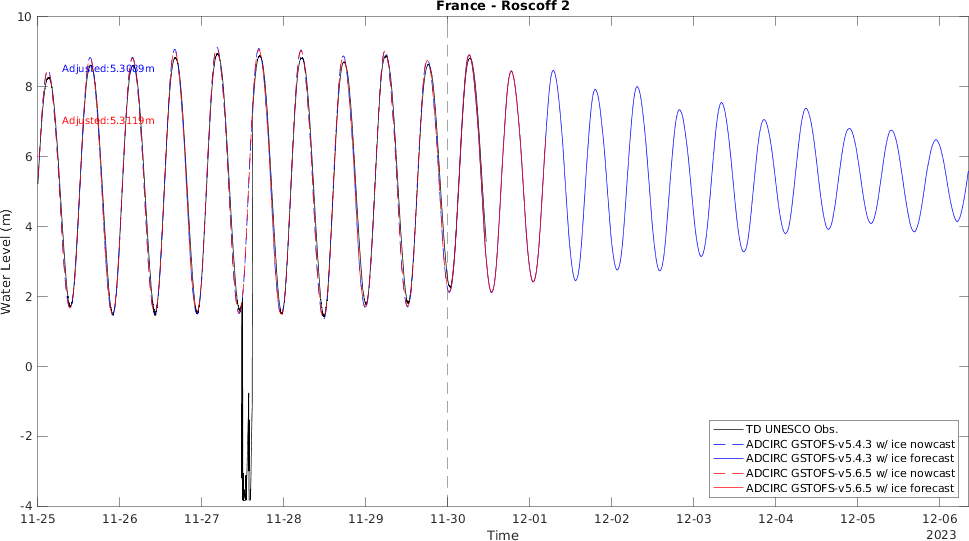 France - Roscoff 2
10
8
6
4
2
0
-2
-4
Water Level (m)
Adjusted:5.3089m
Adjusted:5.3119m
TD UNESCO Obs.
ADCIRC GSTOFS-v5.4.3 w/ ice nowcast
ADCIRC GSTOFS-v5.4.3 w/ ice forecast
ADCIRC GSTOFS-v5.6.5 w/ ice nowcast
ADCIRC GSTOFS-v5.6.5 w/ ice forecast
11-25 11-26 11-27 11-28 11-29 11-30 12-01 12-02 12-03 12-04 12-05 12-06
Time 2023